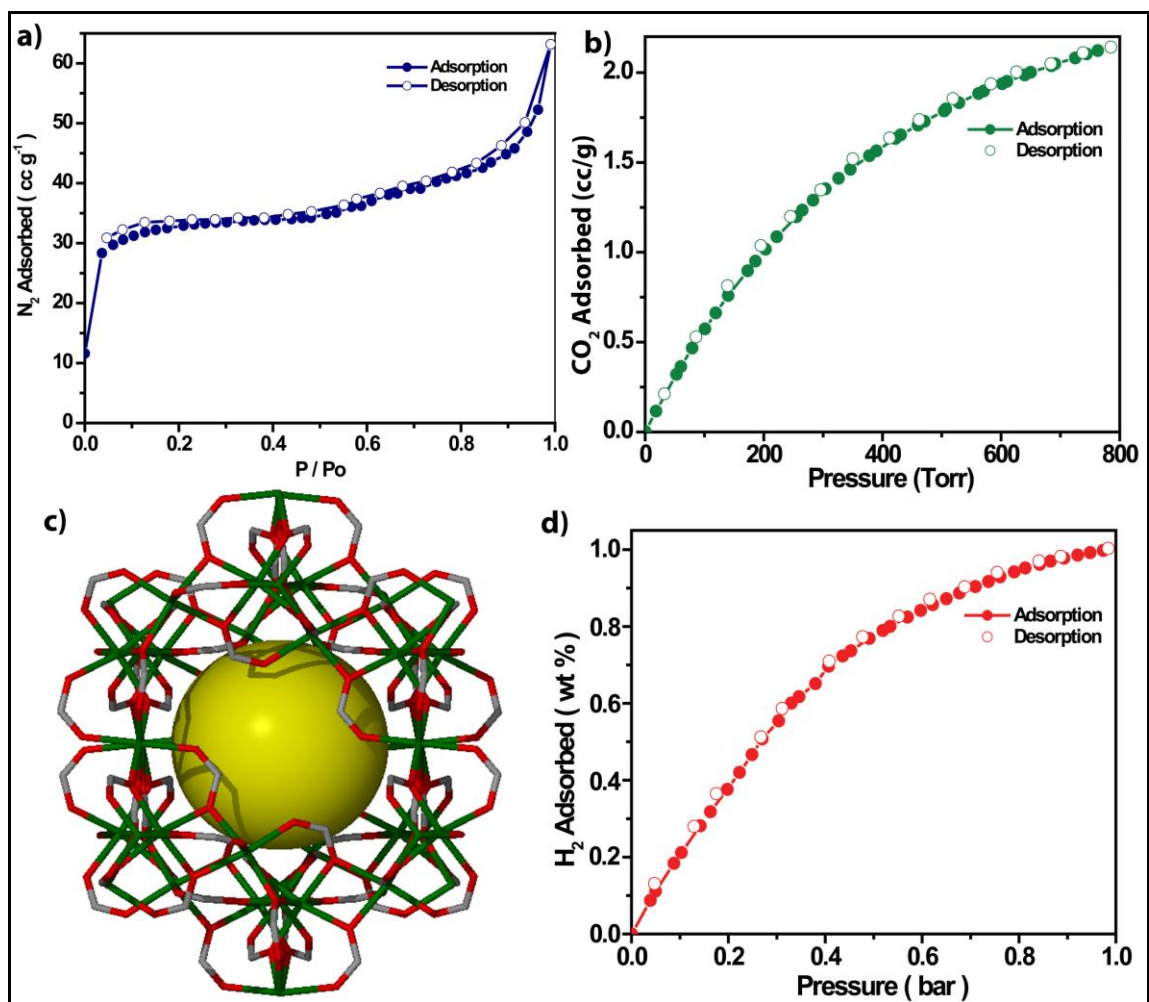 a)
N₂ Adsorbed ( cc g⁻¹ )
60
50
40
30
20
10
0
Adsorption
Desorption
0.0 0.2 0.4 0.6 0.8 1.0
P / Po
b)
CO₂ Adsorbed (cc/g)
2.0
1.5
1.0
0.5
0.0
Adsorption
Desorption
0 200 400 600 800
Pressure (Torr)
c)
d)
H₂ Adsorbed ( wt % )
1.0
0.8
0.6
0.4
0.2
0.0
Adsorption
Desorption
0.0 0.2 0.4 0.6 0.8 1.0
Pressure ( bar )